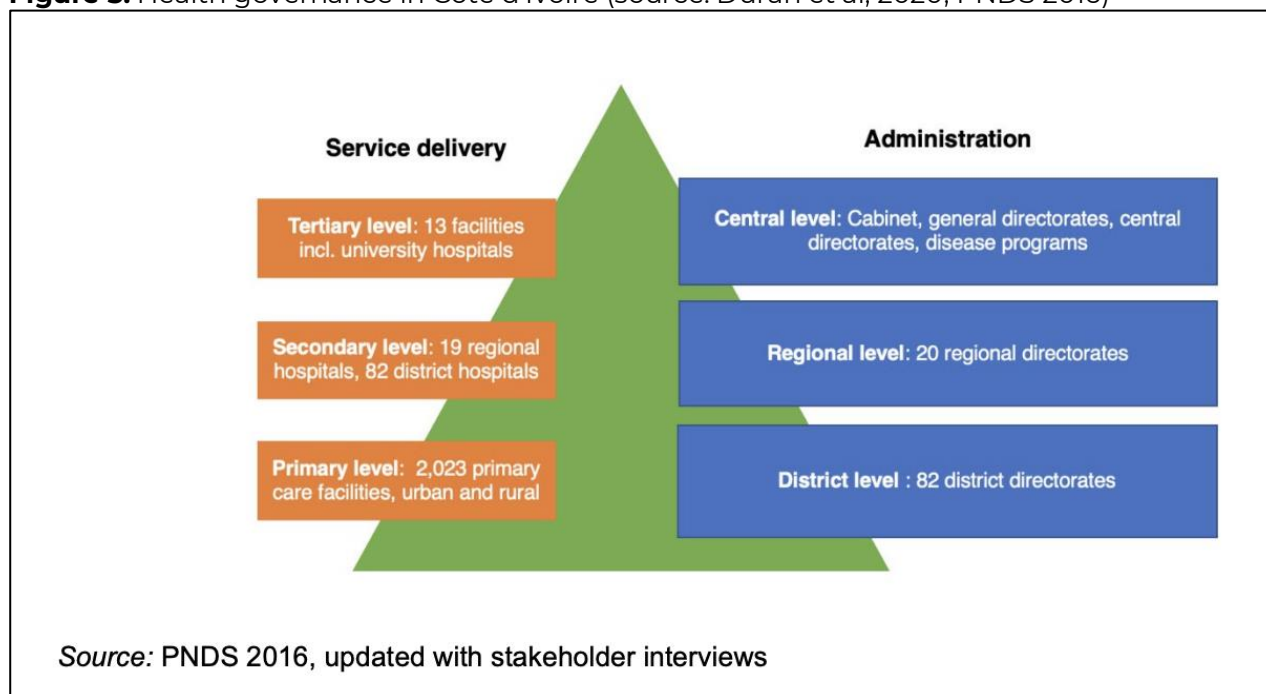 Service delivery
Administration
Tertiary level: 13 facilities
incl. university hospitals
Central level: Cabinet, general directorates, central
directorates, disease programs
Secondary level: 19 regional
hospitals, 82 district hospitals
Regional level: 20 regional directorates
Primary level: 2,023 primary
care facilities, urban and rural
District level : 82 district directorates
Source: PNDS 2016, updated with stakeholder interviews